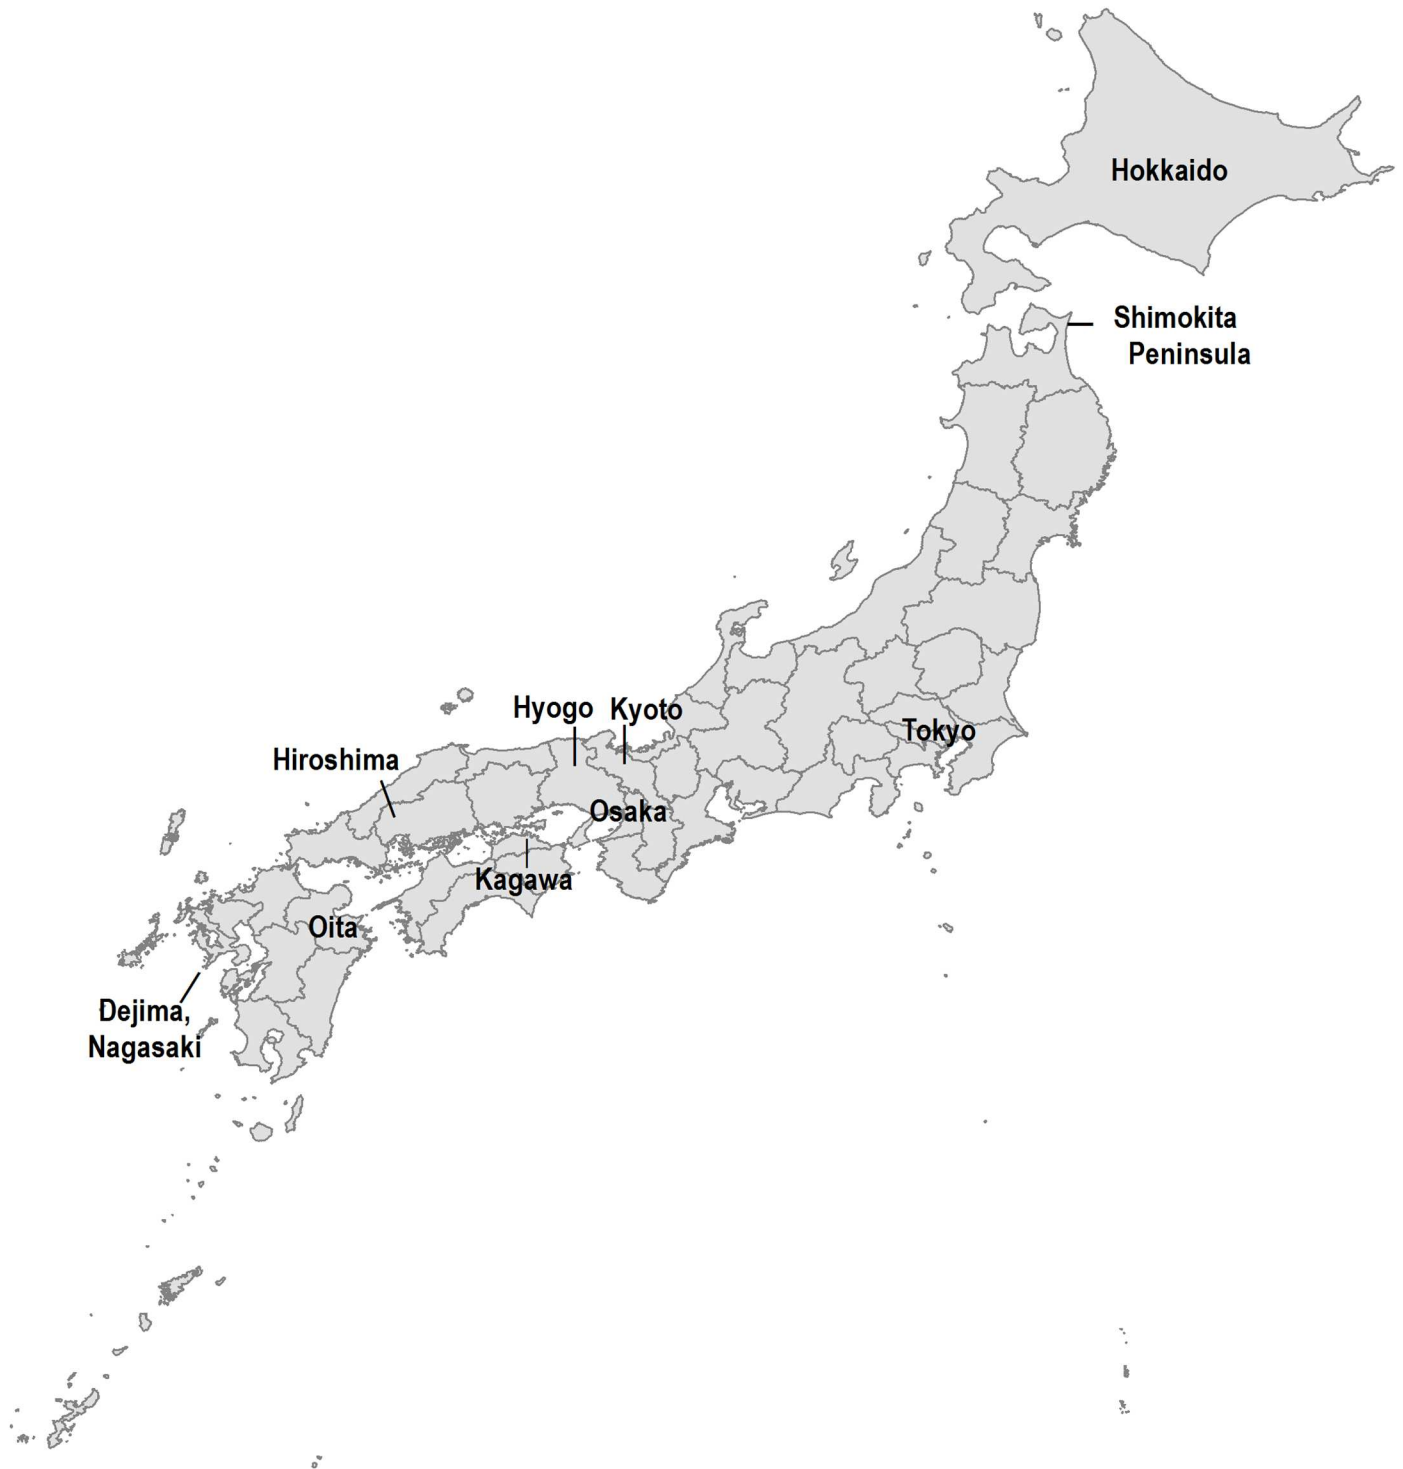 Hokkaido
Shimokita
Peninsula
Hyogo
Kyoto
Tokyo
Hiroshima
Osaka
Kagawa
Oita
Dejima,
Nagasaki